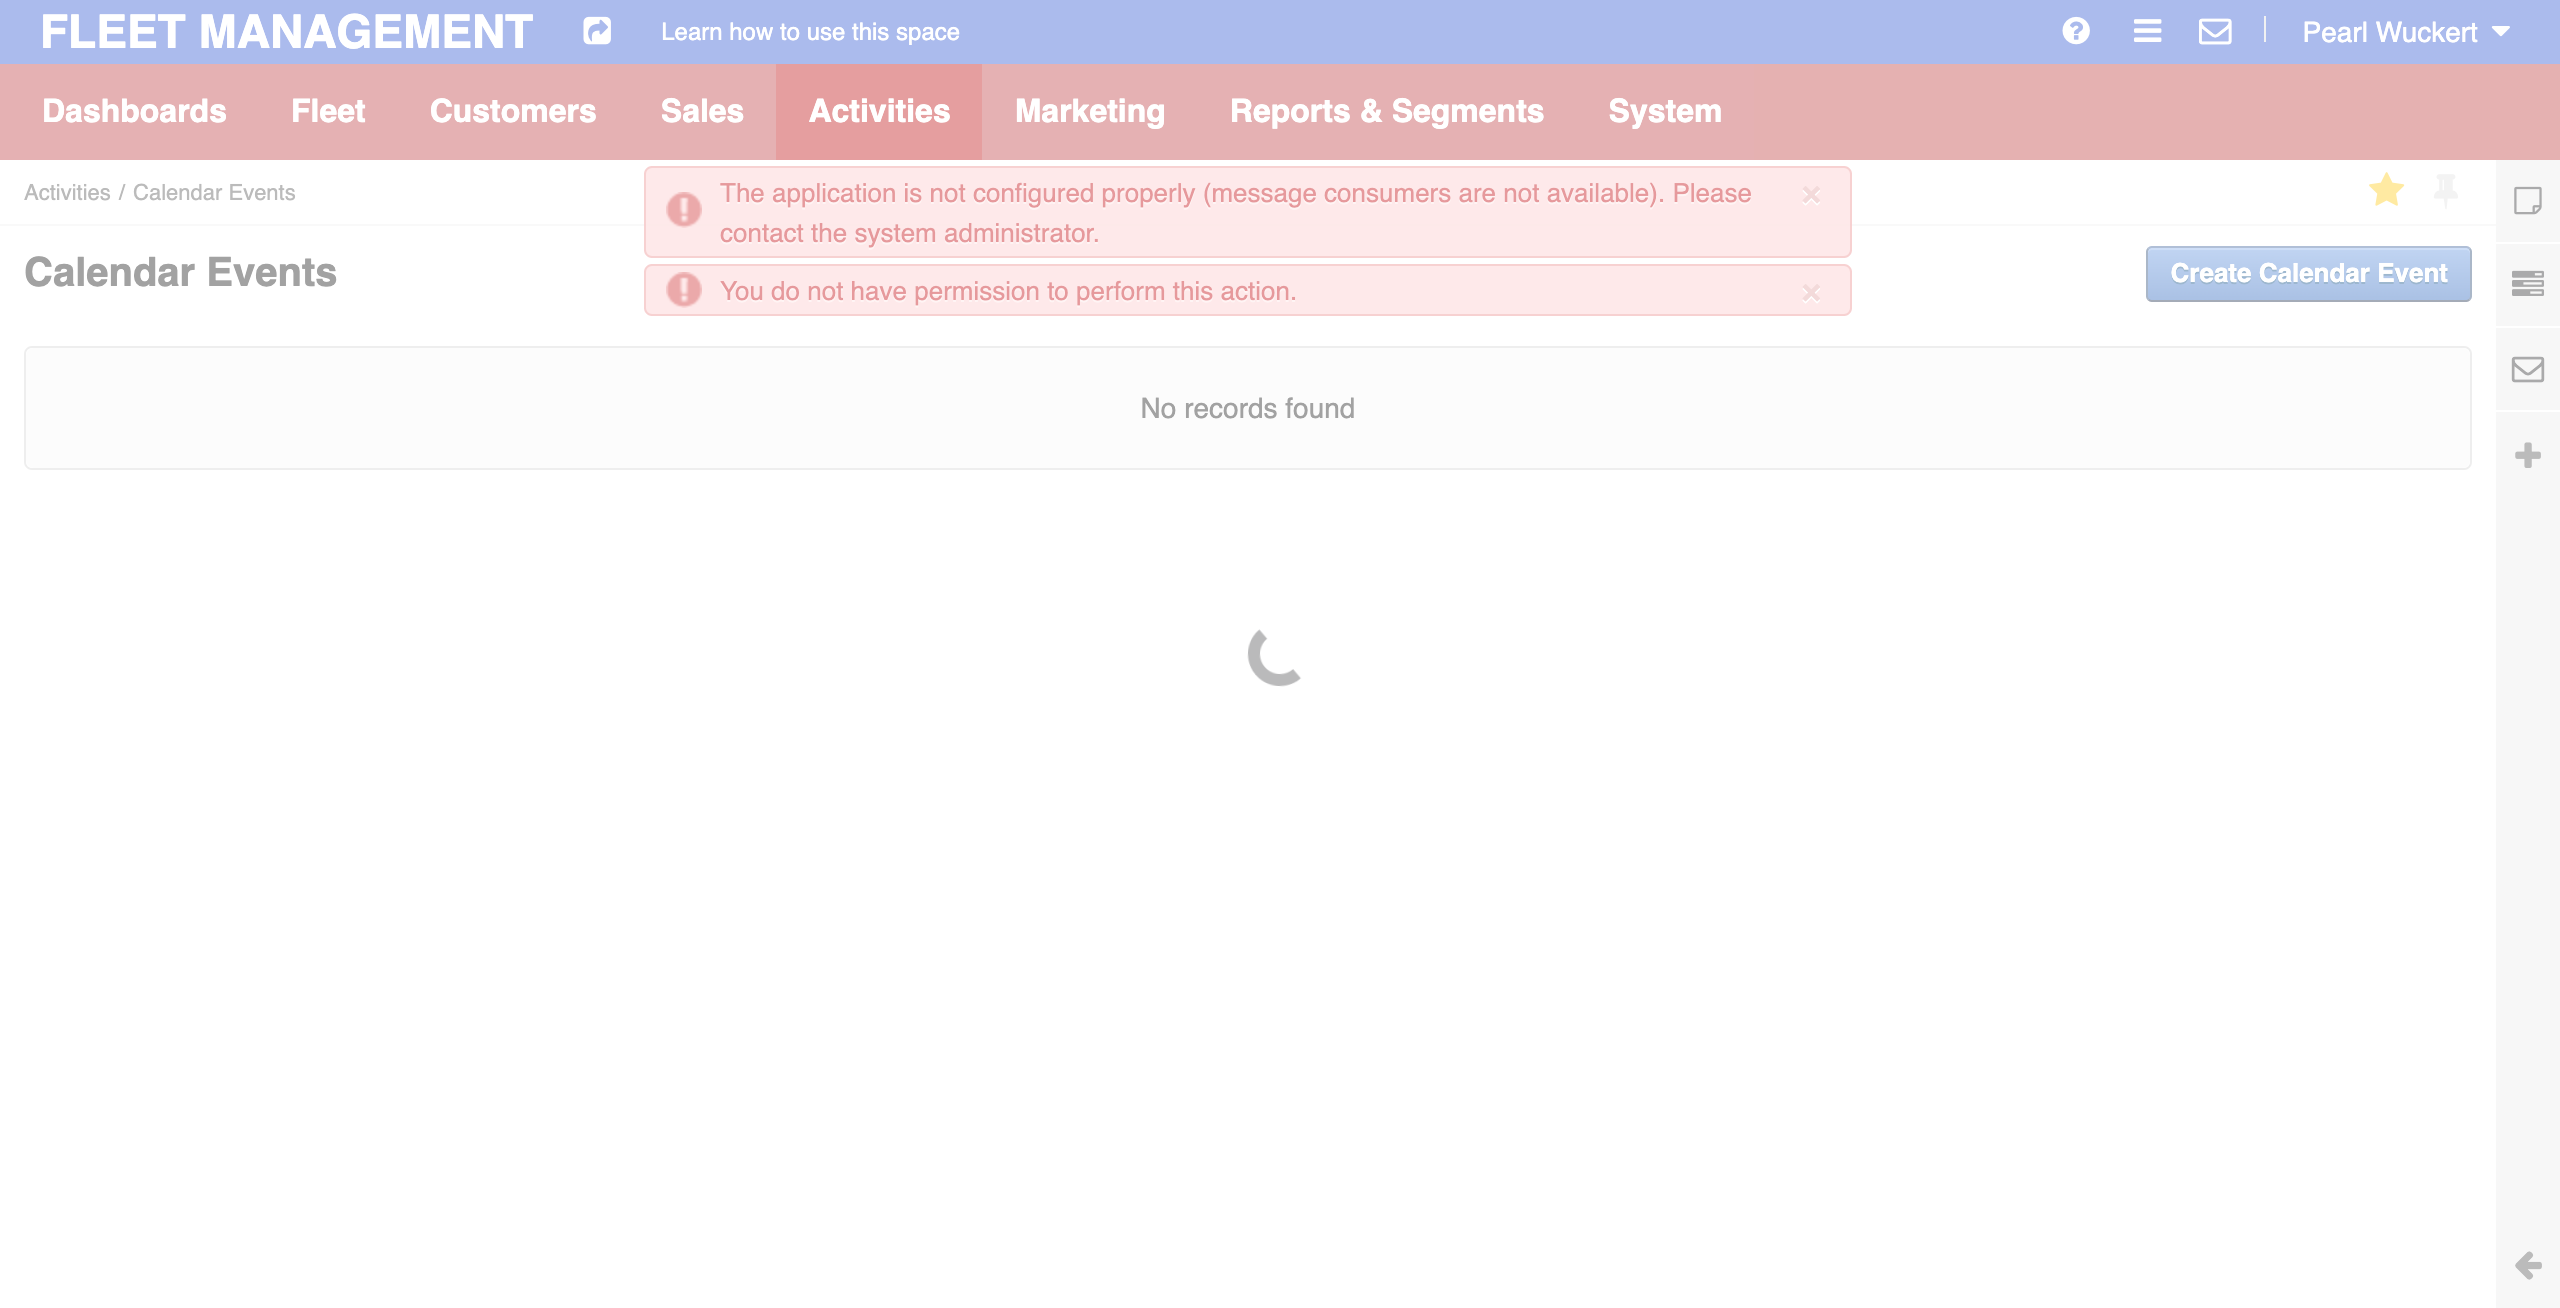 FLEET MANAGEMENT
Learn how to use this space
Pearl Wuckert
Dashboards
Fleet
Customers
Sales
Activities
Marketing
Reports & Segments
System
Activities / Calendar Events
The application is not configured properly (message consumers are not available). Please
contact the system administrator.
You do not have permission to perform this action.
Calendar Events
Create Calendar Event
No records found